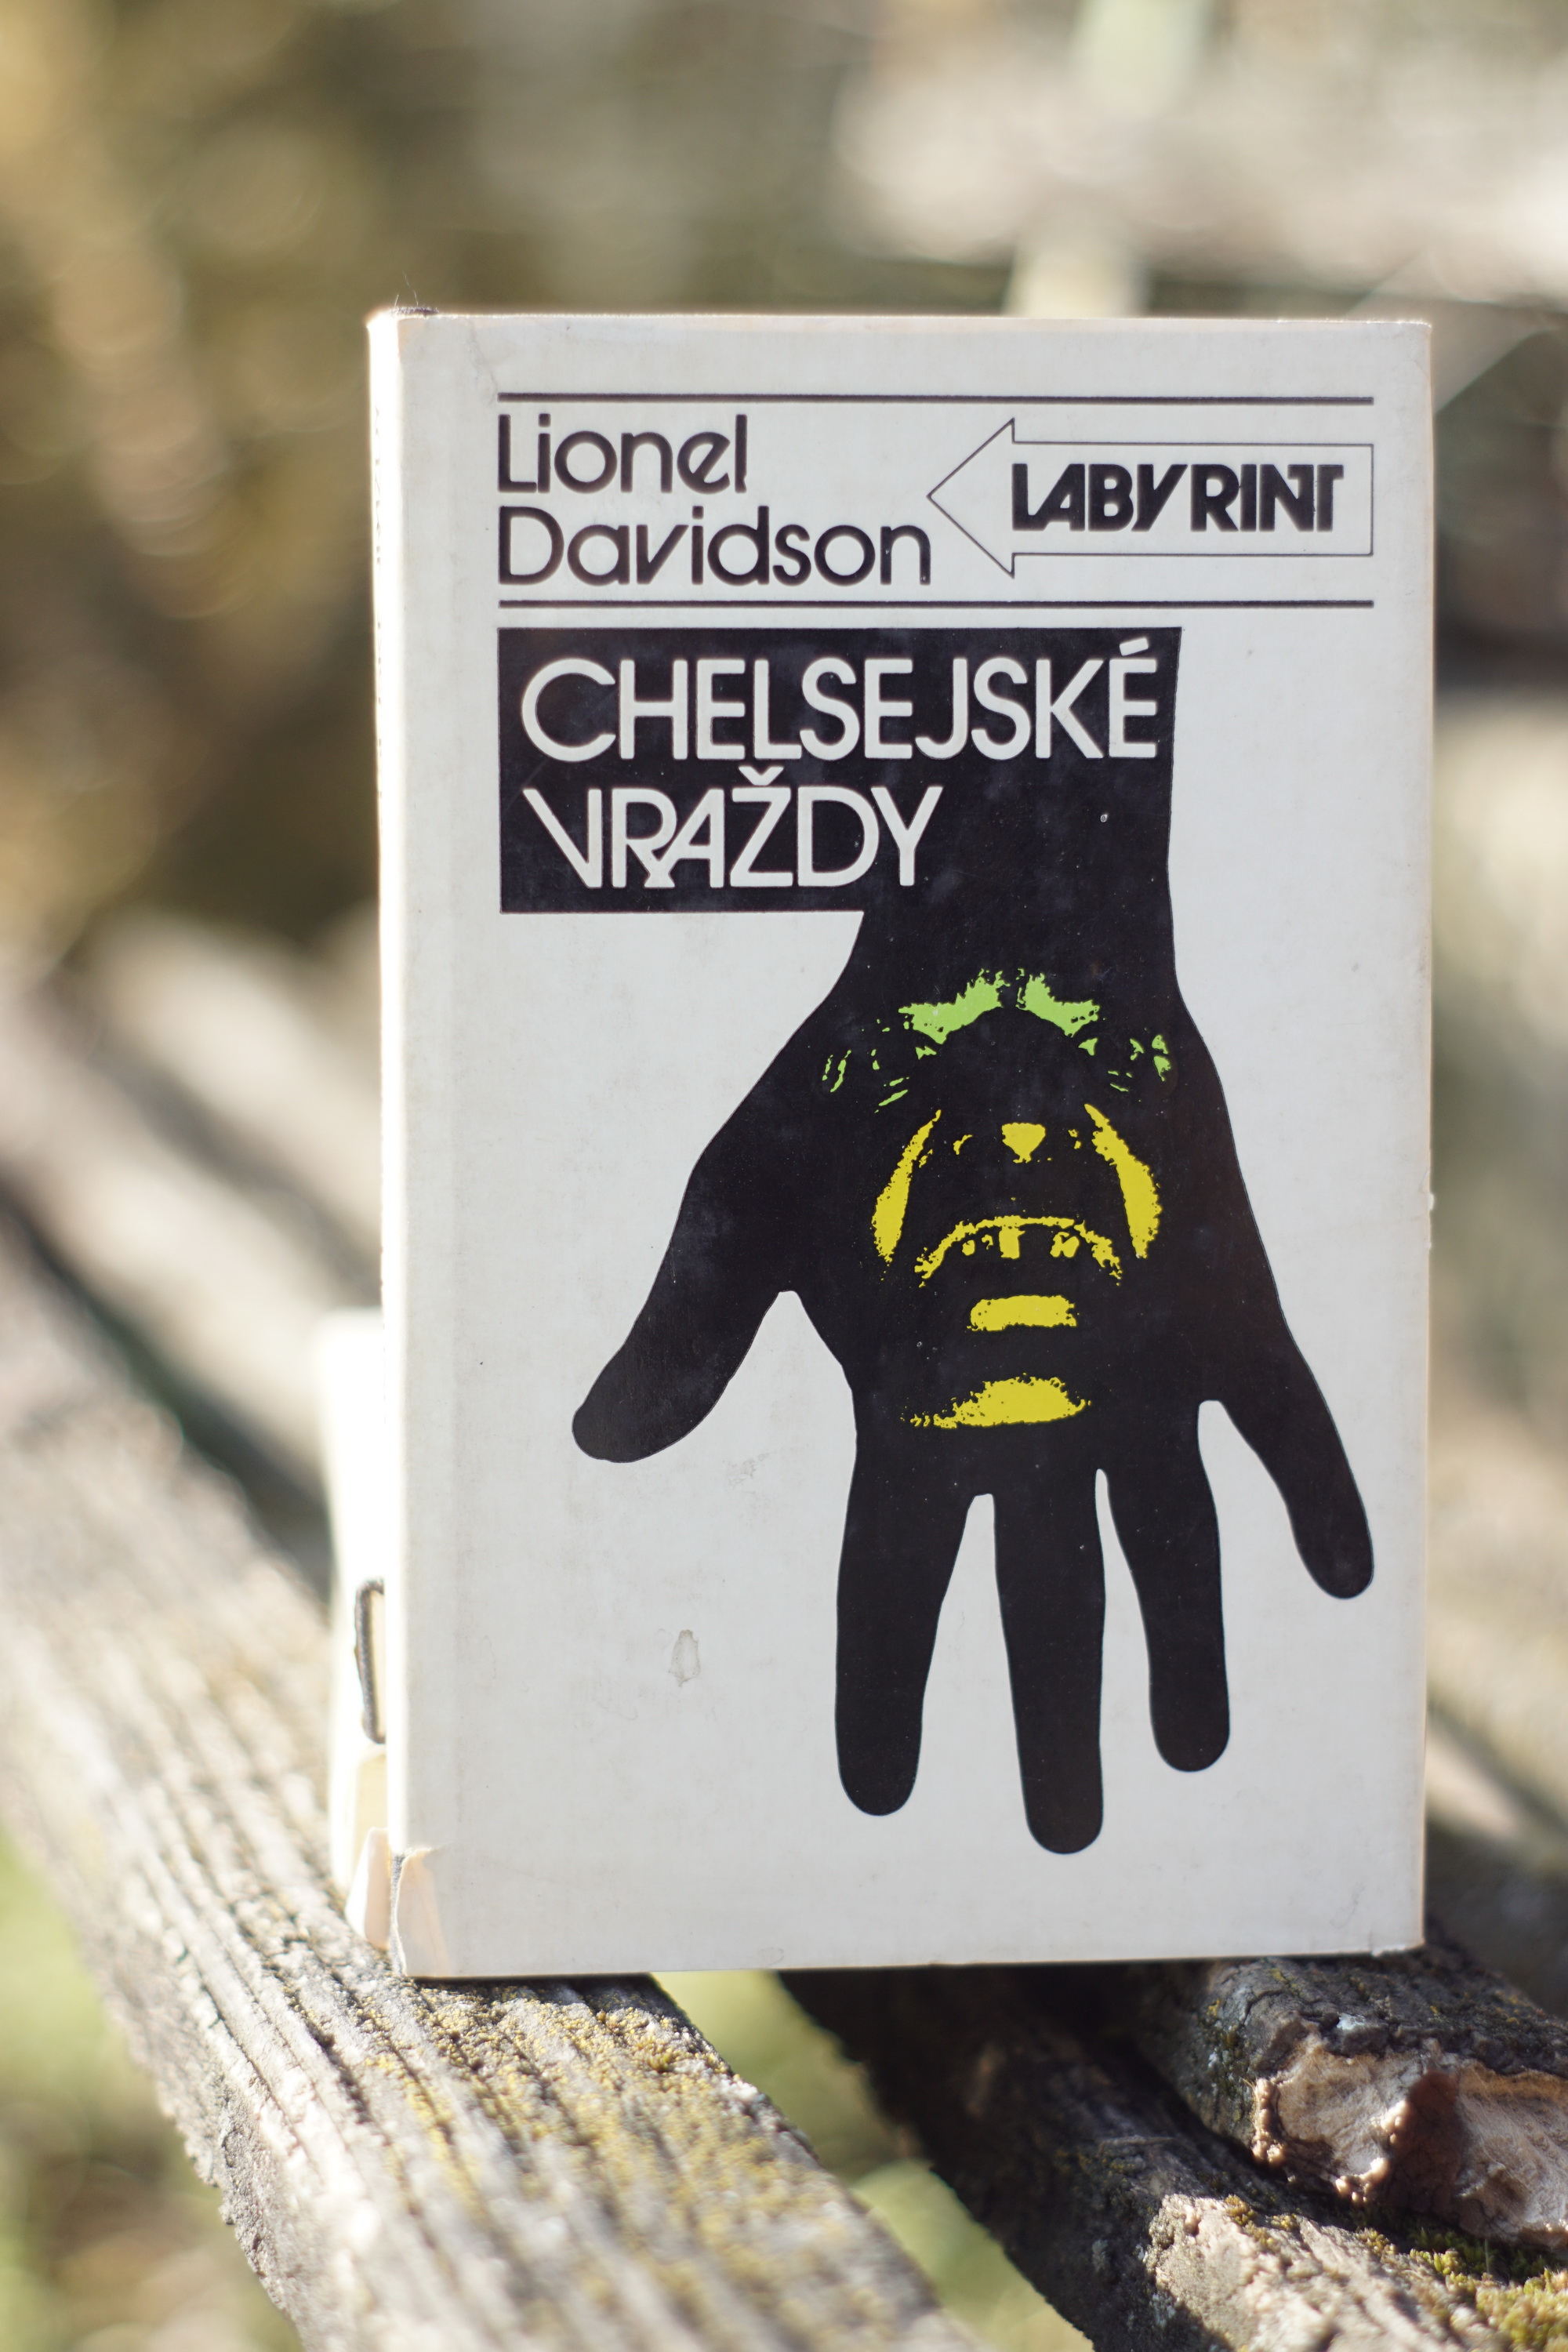 Lionel
Davidson
LABYRINT
CHELSEJSKÉ
VRAŽDY